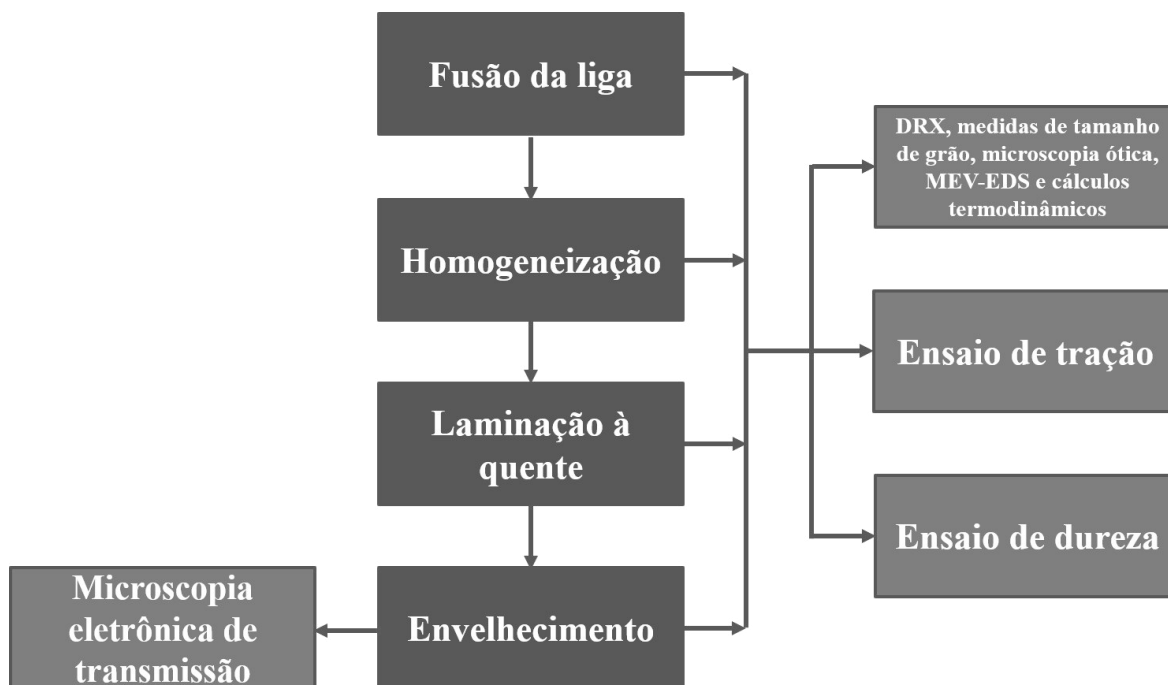 Fusão da liga
Homogeneização
Laminação à
quente
Envelhecimento
Microscopia
eletrônica de
transmissão
DRX, medidas de tamanho
de grão, microscopia ótica,
MEV-EDS e cálculos
termodinâmicos
Ensaio de tração
Ensaio de dureza